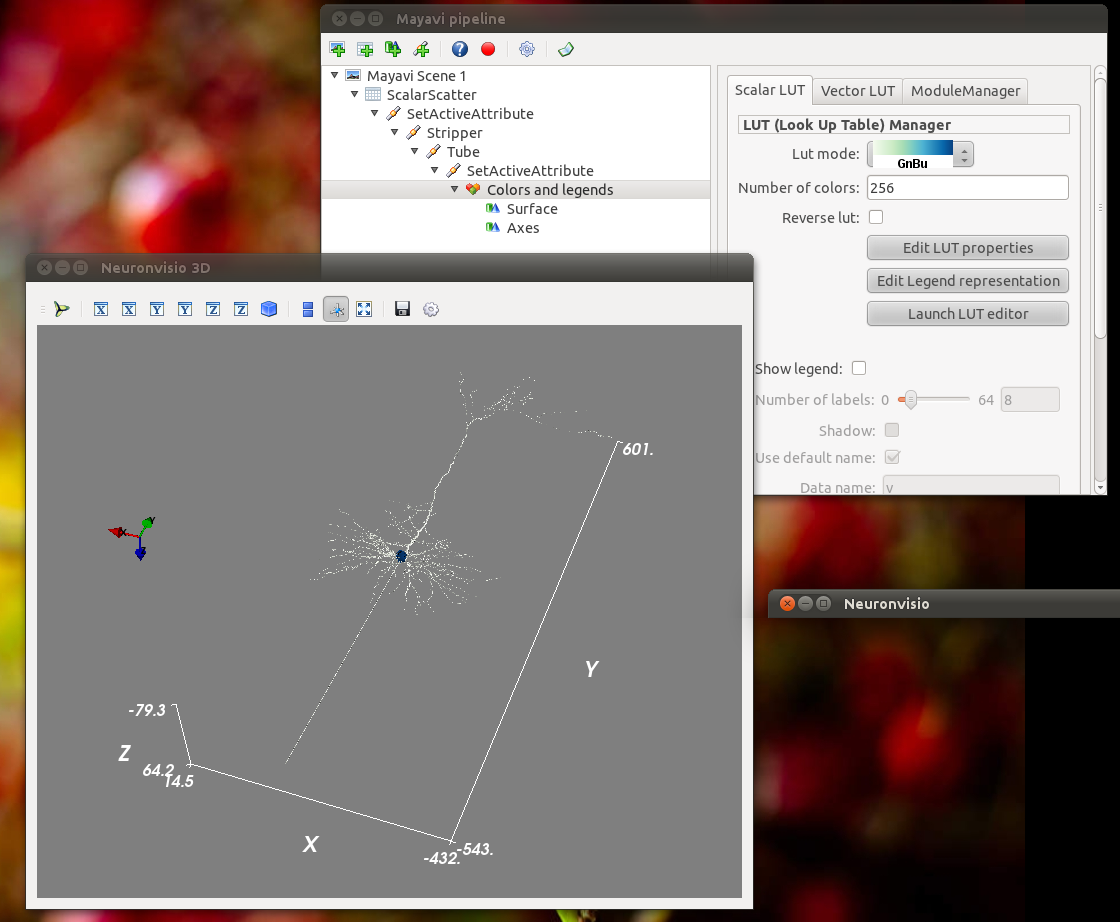 Mayavi pipeline
Mayavi Scene 1
ScalarScatter
SetActiveAttribute
Stripper
Tube
SetActiveAttribute
Colors and legends
Surface
Axes
Scalar LUT Vector LUT ModuleManager
LUT (Look Up Table) Manager
Lut mode: GnBu
Number of colors: 256
Reverse lut:
Edit LUT properties
Edit Legend representation
Launch LUT editor
Show legend:
Number of labels: 0 64 8
Shadow:
Use default name:
Data name: v
Neuronvisio 3D
X X Y Y Z Z
601.
X Y Z
Y
-79.3
Z
64.2
14.5
X
-432. -543.
Neuronvisio